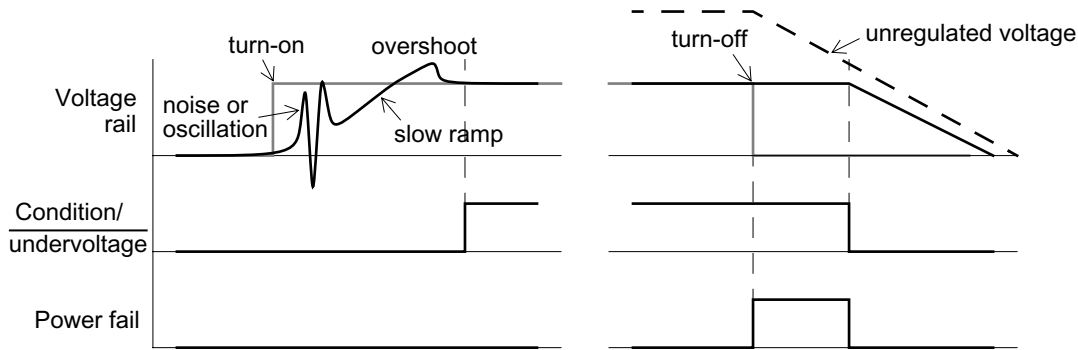 turn-on
overshoot
turn-off
unregulated voltage
Voltage
rail
noise or
oscillation
slow ramp
Condition/
undervoltage
Power fail